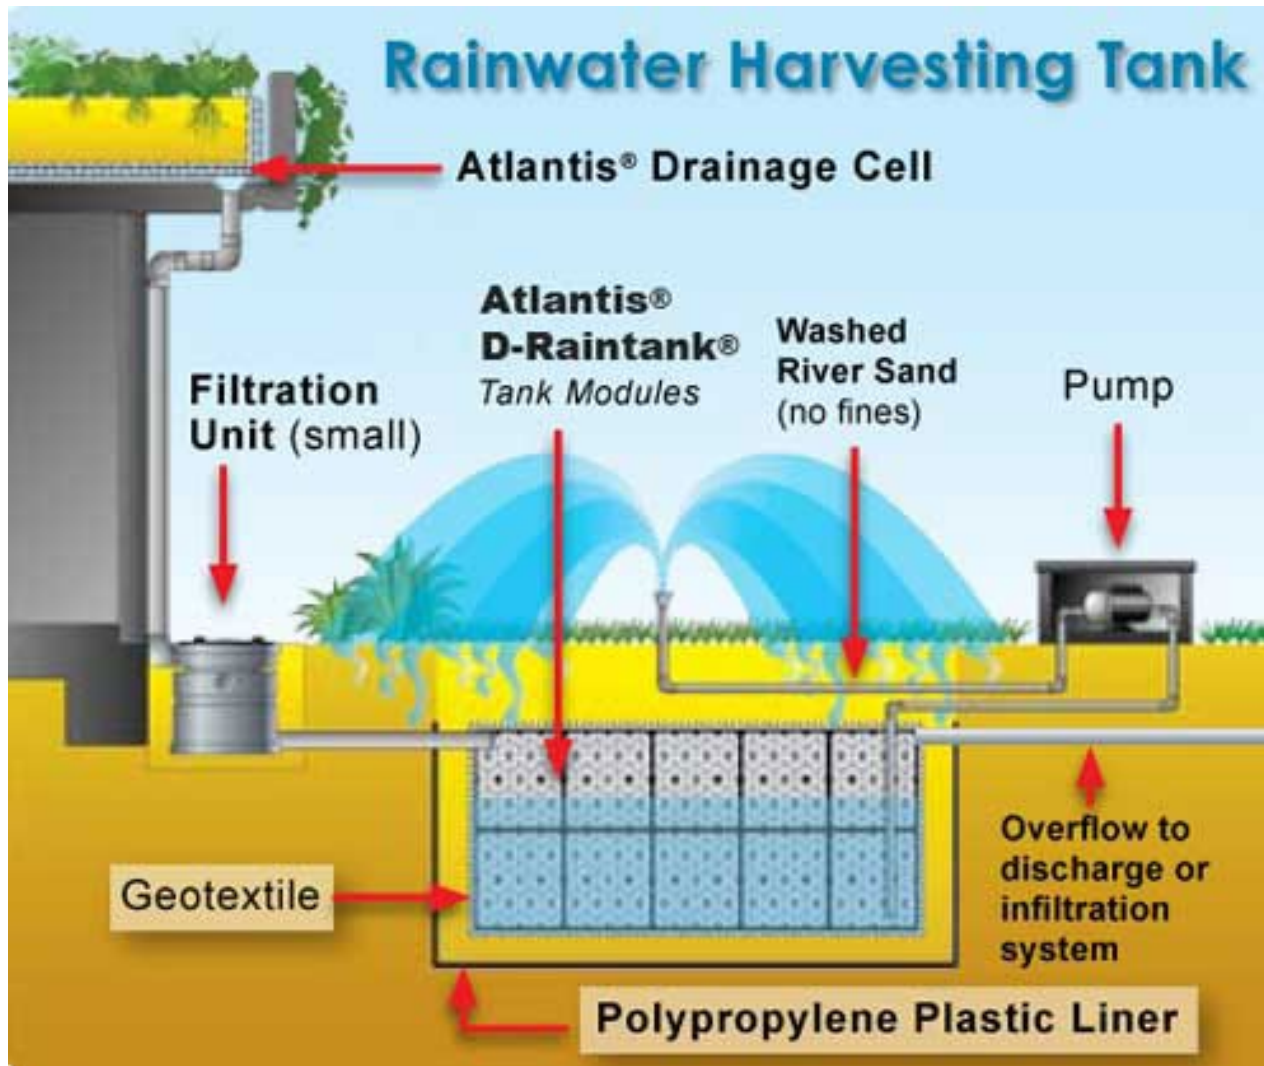 Rainwater Harvesting Tank
Atlantis® Drainage Cell
Atlantis®
D-Raintank®
Tank Modules
Washed
River Sand
(no fines)
Pump
Filtration
Unit (small)
Geotextile
Overflow to
discharge or
infiltration
system
Polypropylene Plastic Liner